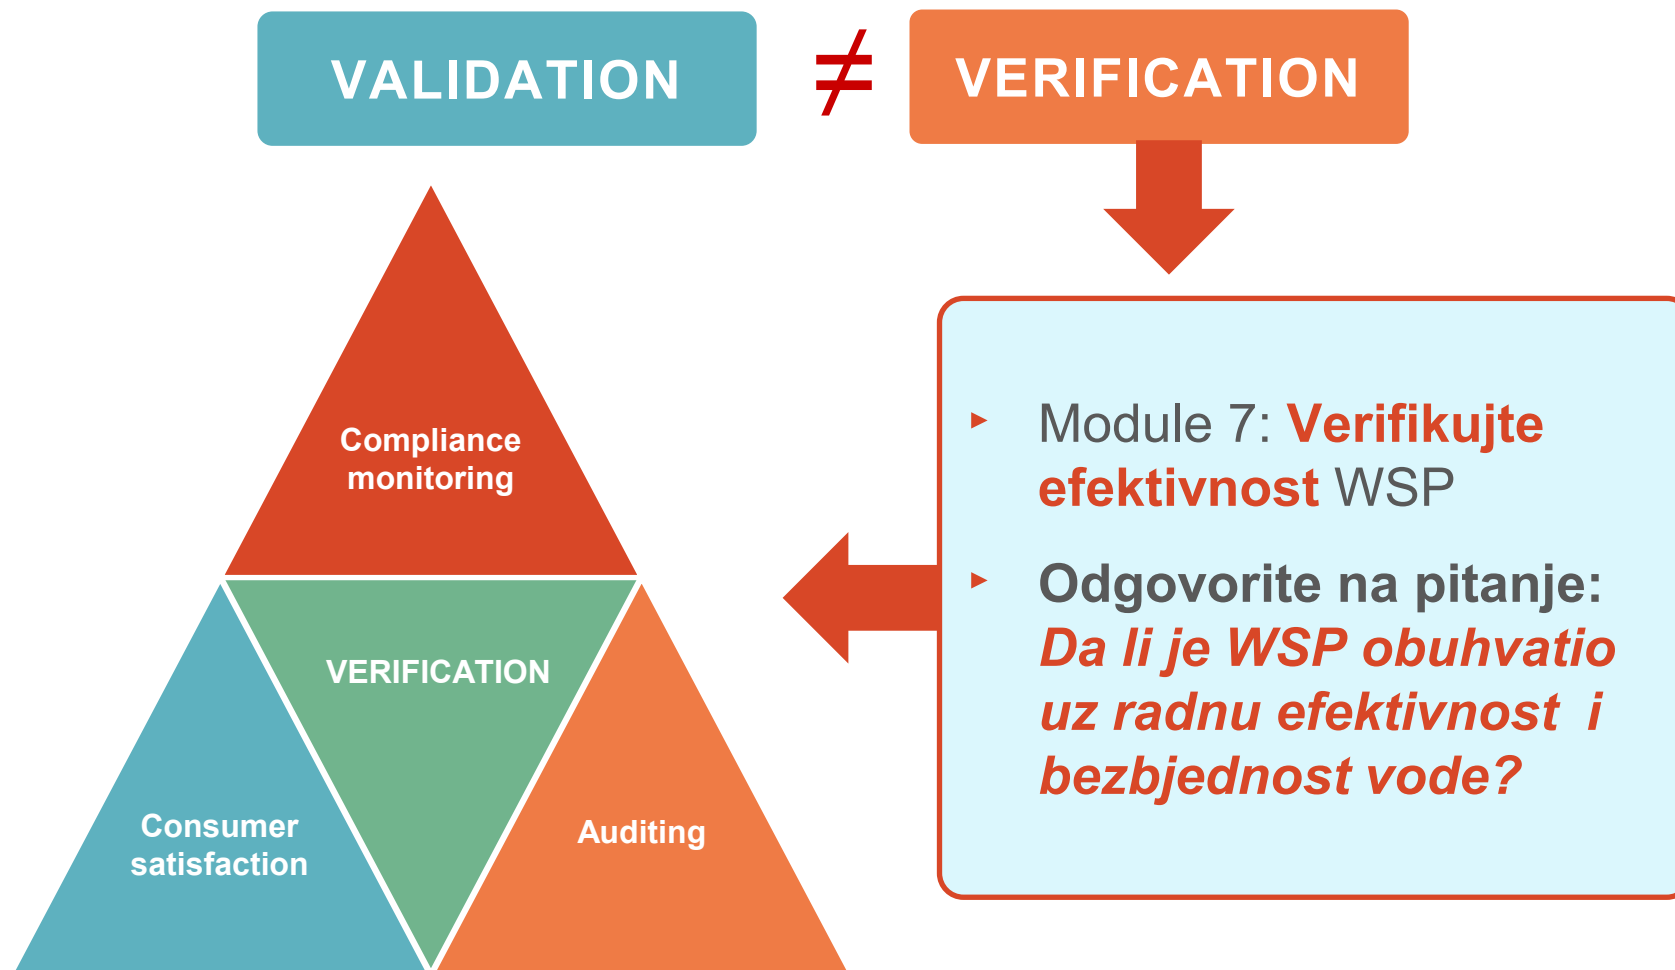 VALIDATION
≠
VERIFICATION
Compliance
monitoring
VERIFICATION
Consumer
satisfaction
Auditing
▸ Module 7: Verifikujte
efektivnost WSP
▸ Odgovorite na pitanje:
Da li je WSP obuhvatio
uz radnu efektivnost i
bezbjednost vode?